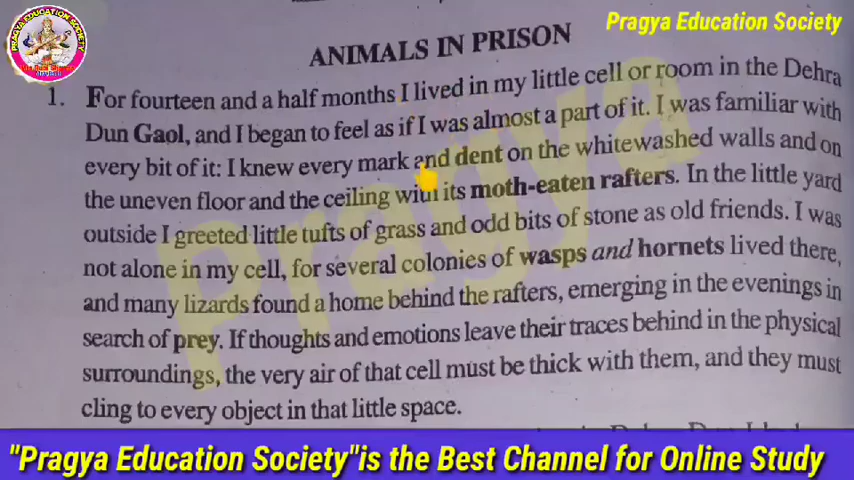 Pragya Education Society
ANIMALS IN PRISON
1. For fourteen and a half months I lived in my little cell or room in the Dehra
Dun Gaol, and I began to feel as if I was almost a part of it. I was familiar with
every bit of it: I knew every mark and dent on the whitewashed walls and on
the uneven floor and the ceiling with its moth-eaten rafters. In the little yard
outside I greeted little tufts of grass and odd bits of stone as old friends. I was
not alone in my cell, for several colonies of wasps and hornets lived there,
and many lizards found a home behind the rafters, emerging in the evenings in
search of prey. If thoughts and emotions leave their traces behind in the physical
surroundings, the very air of that cell must be thick with them, and they must
cling to every object in that little space.
Pragya
"Pragya Education Society"is the Best Channel for Online Study